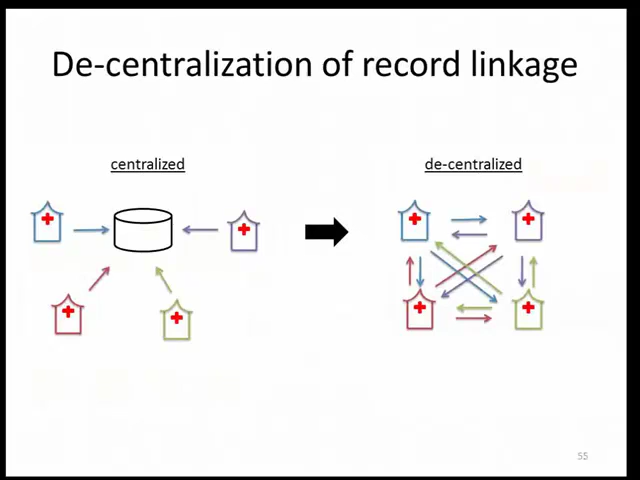 De-centralization of record linkage
centralized
de-centralized
55